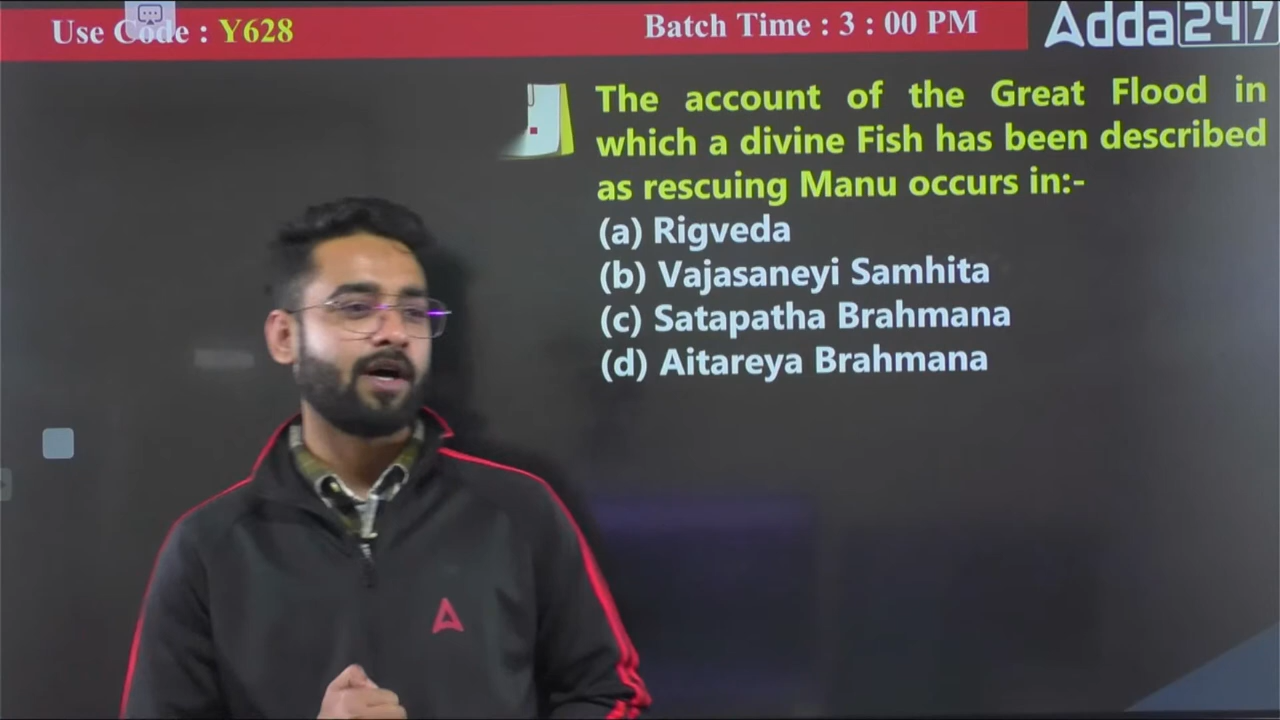 Use Code : Y628
Batch Time : 3 : 00 PM
Adda247
The account of the Great Flood in
which a divine Fish has been described
as rescuing Manu occurs in:-
(a) Rigveda
(b) Vajasaneyi Samhita
(c) Satapatha Brahmana
(d) Aitareya Brahmana